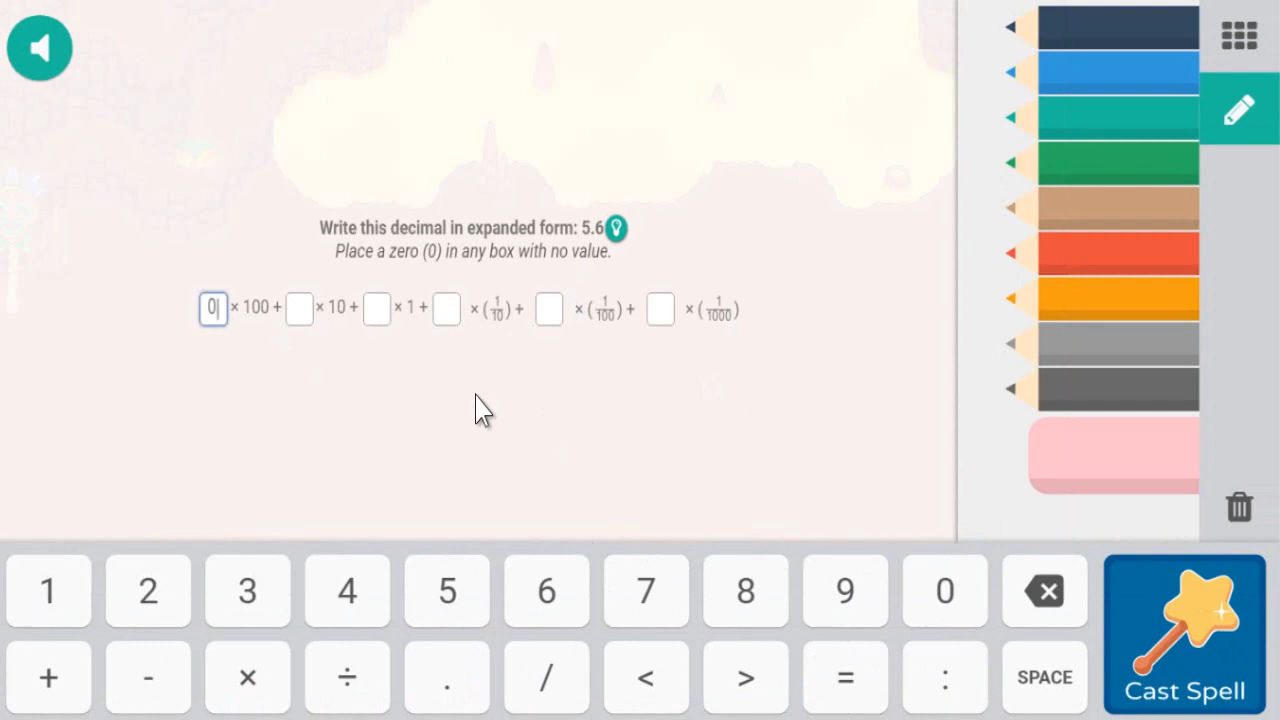 Write this decimal in expanded form: 5.6
Place a zero (0) in any box with no value.
0 × 100 + × 10 + × 1 + × (1/10) + × (1/100) + × (1/1000)
1 2 3 4 5 6 7 8 9 0
+ - × ÷ . / < > = : SPACE
Cast Spell